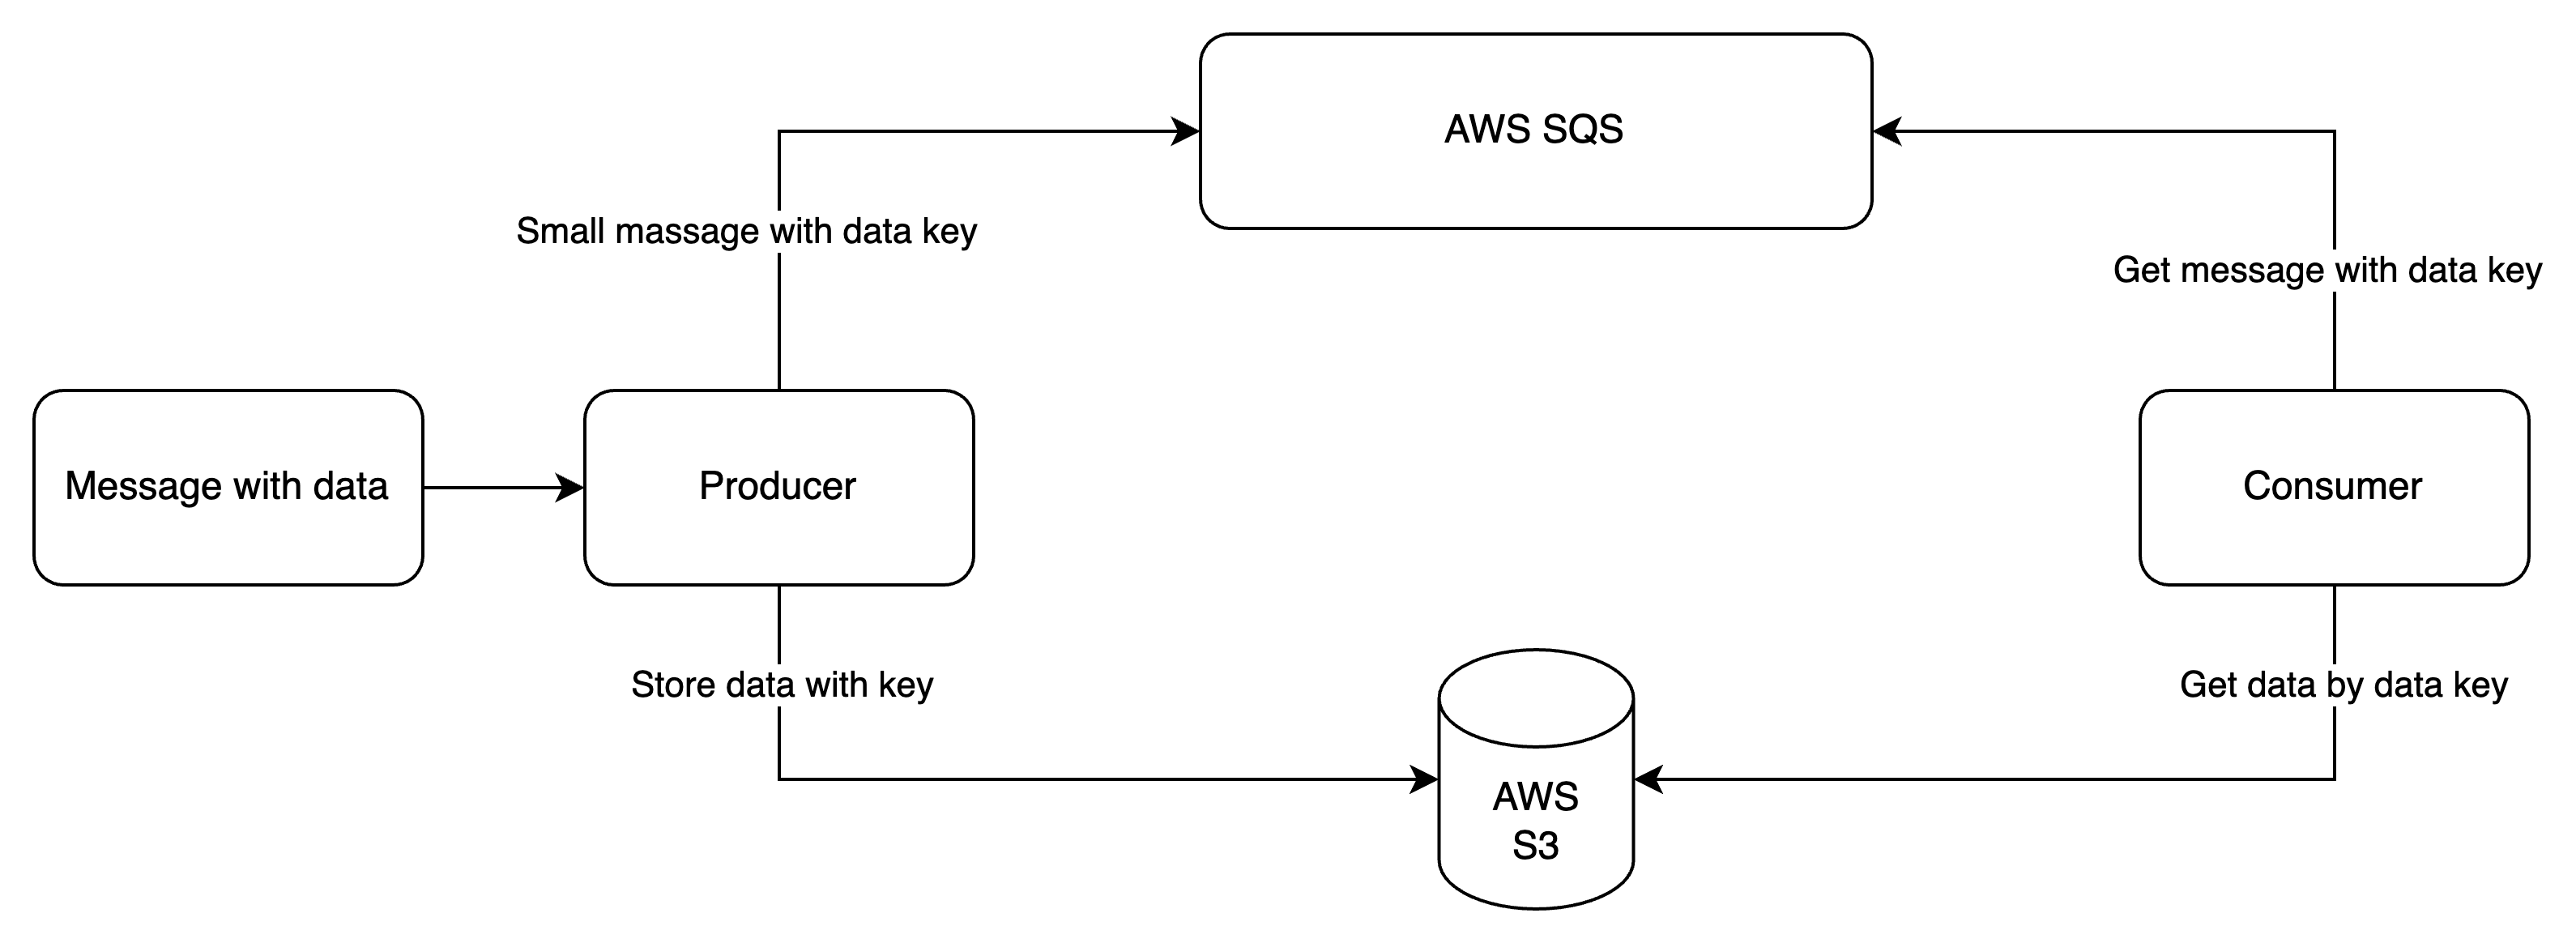 AWS SQS
Small massage with data key
Get message with data key
Message with data
Producer
Consumer
Store data with key
Get data by data key
AWS
S3